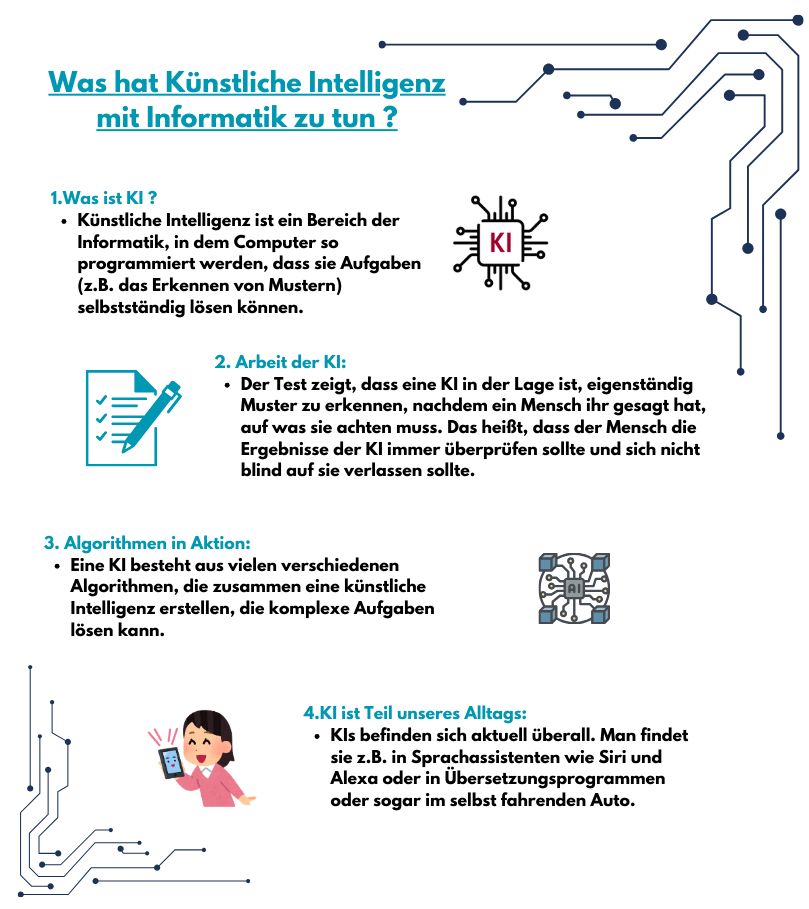 Was hat Künstliche Intelligenz
mit Informatik zu tun ?
1.Was ist KI ?
• Künstliche Intelligenz ist ein Bereich der
Informatik, in dem Computer so
programmiert werden, dass sie Aufgaben
(z.B. das Erkennen von Mustern)
selbstständig lösen können.
KI
2. Arbeit der KI:
• Der Test zeigt, dass eine KI in der Lage ist, eigenständig
Muster zu erkennen, nachdem ein Mensch ihr gesagt hat,
auf was sie achten muss. Das heißt, dass der Mensch die
Ergebnisse der KI immer überprüfen sollte und sich nicht
blind auf sie verlassen sollte.
3. Algorithmen in Aktion:
• Eine KI besteht aus vielen verschiedenen
Algorithmen, die zusammen eine künstliche
Intelligenz erstellen, die komplexe Aufgaben
lösen kann.
AI
4.KI ist Teil unseres Alltags:
• KIs befinden sich aktuell überall. Man findet
sie z.B. in Sprachassistenten wie Siri und
Alexa oder in Übersetzungsprogrammen
oder sogar im selbst fahrenden Auto.